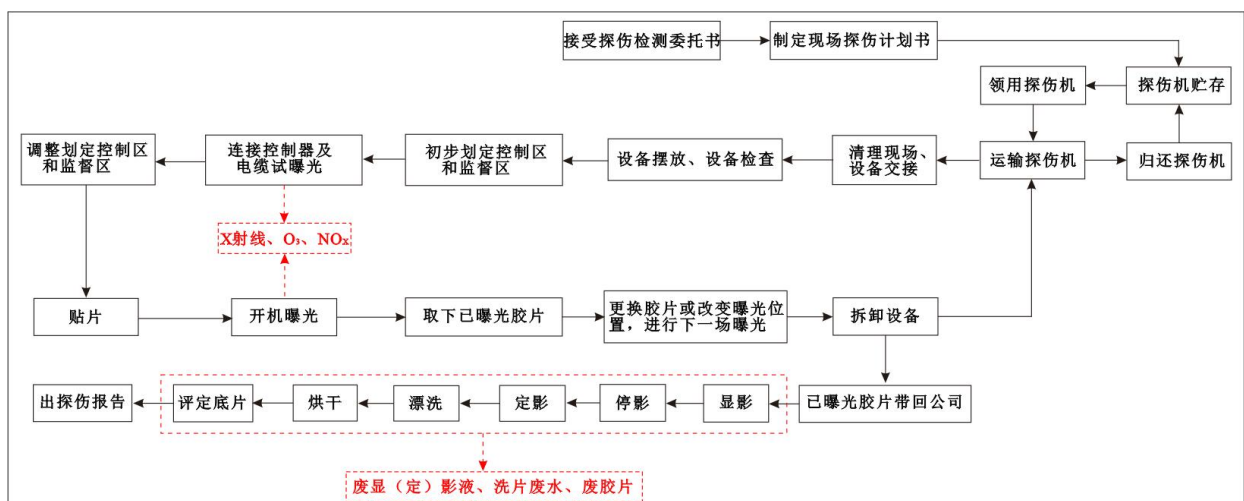 接受探伤检测委托书
制定现场探伤计划书
领用探伤机
探伤机贮存
调整划定控制区
和监督区
连接控制器及
电缆试曝光
初步划定控制区
和监督区
设备摆放、设备检查
清理现场、
设备交接
运输探伤机
归还探伤机
X射线、O₃、NOx
贴片
开机曝光
取下已曝光胶片
更换胶片或改变曝光位
置，进行下一场曝光
拆卸设备
出探伤报告
评定底片
烘干
漂洗
定影
停影
显影
已曝光胶片带回公司
废显（定）影液、洗片废水、废胶片